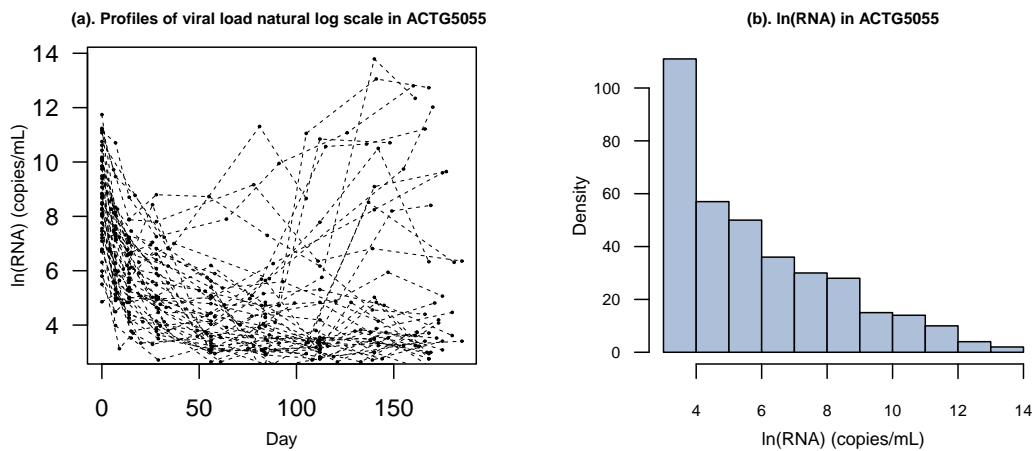 (a). Profiles of viral load natural log scale in ACTG5055
14
12
10
8
6
4
ln(RNA) (copies/mL)
0 50 100 150
Day
(b). ln(RNA) in ACTG5055
100
80
60
40
20
0
Density
4 6 8 10 12 14
ln(RNA) (copies/mL)